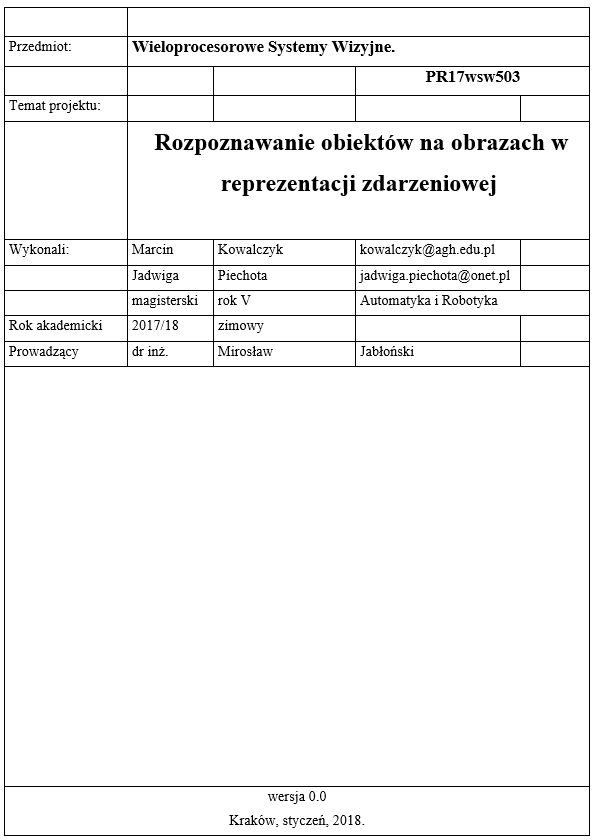 Przedmiot: Wieloprocesorowe Systemy Wizyjne.
PR17wsw503
Temat projektu:
Rozpoznawanie obiektów na obrazach w
reprezentacji zdarzeniowej
Wykonali: Marcin Kowalczyk kowalczyk@agh.edu.pl
Jadwiga Piechota jadwiga.piechota@onet.pl
magisterski rok V Automatyka i Robotyka
Rok akademicki 2017/18 zimowy
Prowadzący dr inż. Mirosław Jabłoński
wersja 0.0
Kraków, styczeń, 2018.